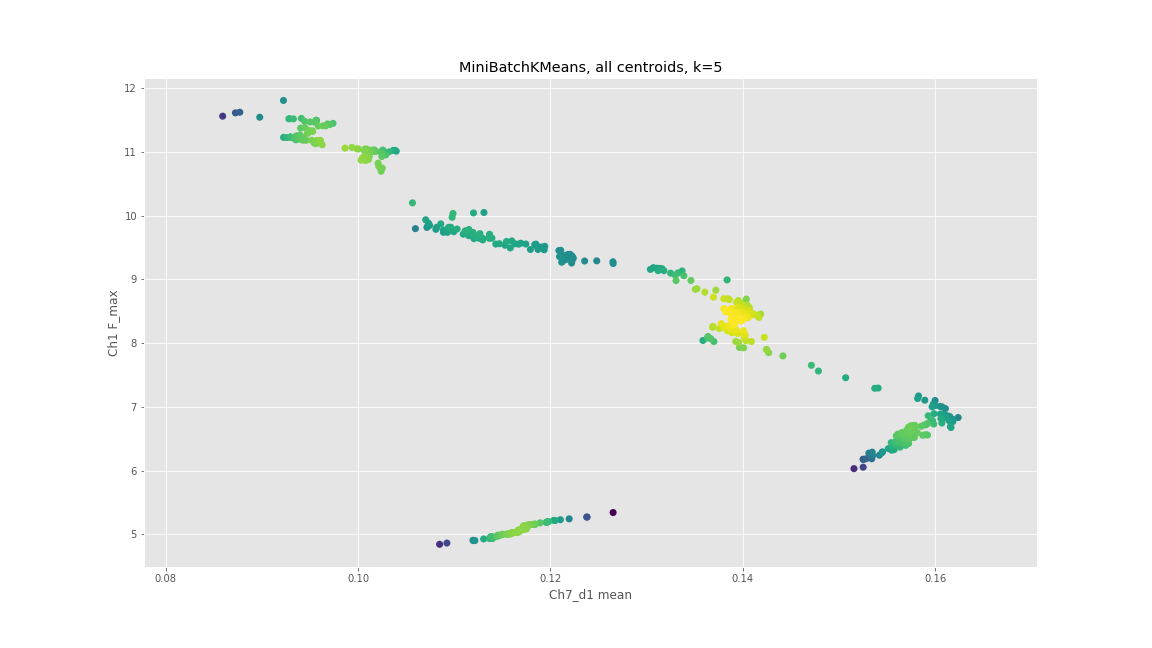 MiniBatchKMeans, all centroids, k=5
12
11
10
9
8
7
6
5
Ch1 F_max
0.08 0.10 0.12 0.14 0.16
Ch7_d1 mean